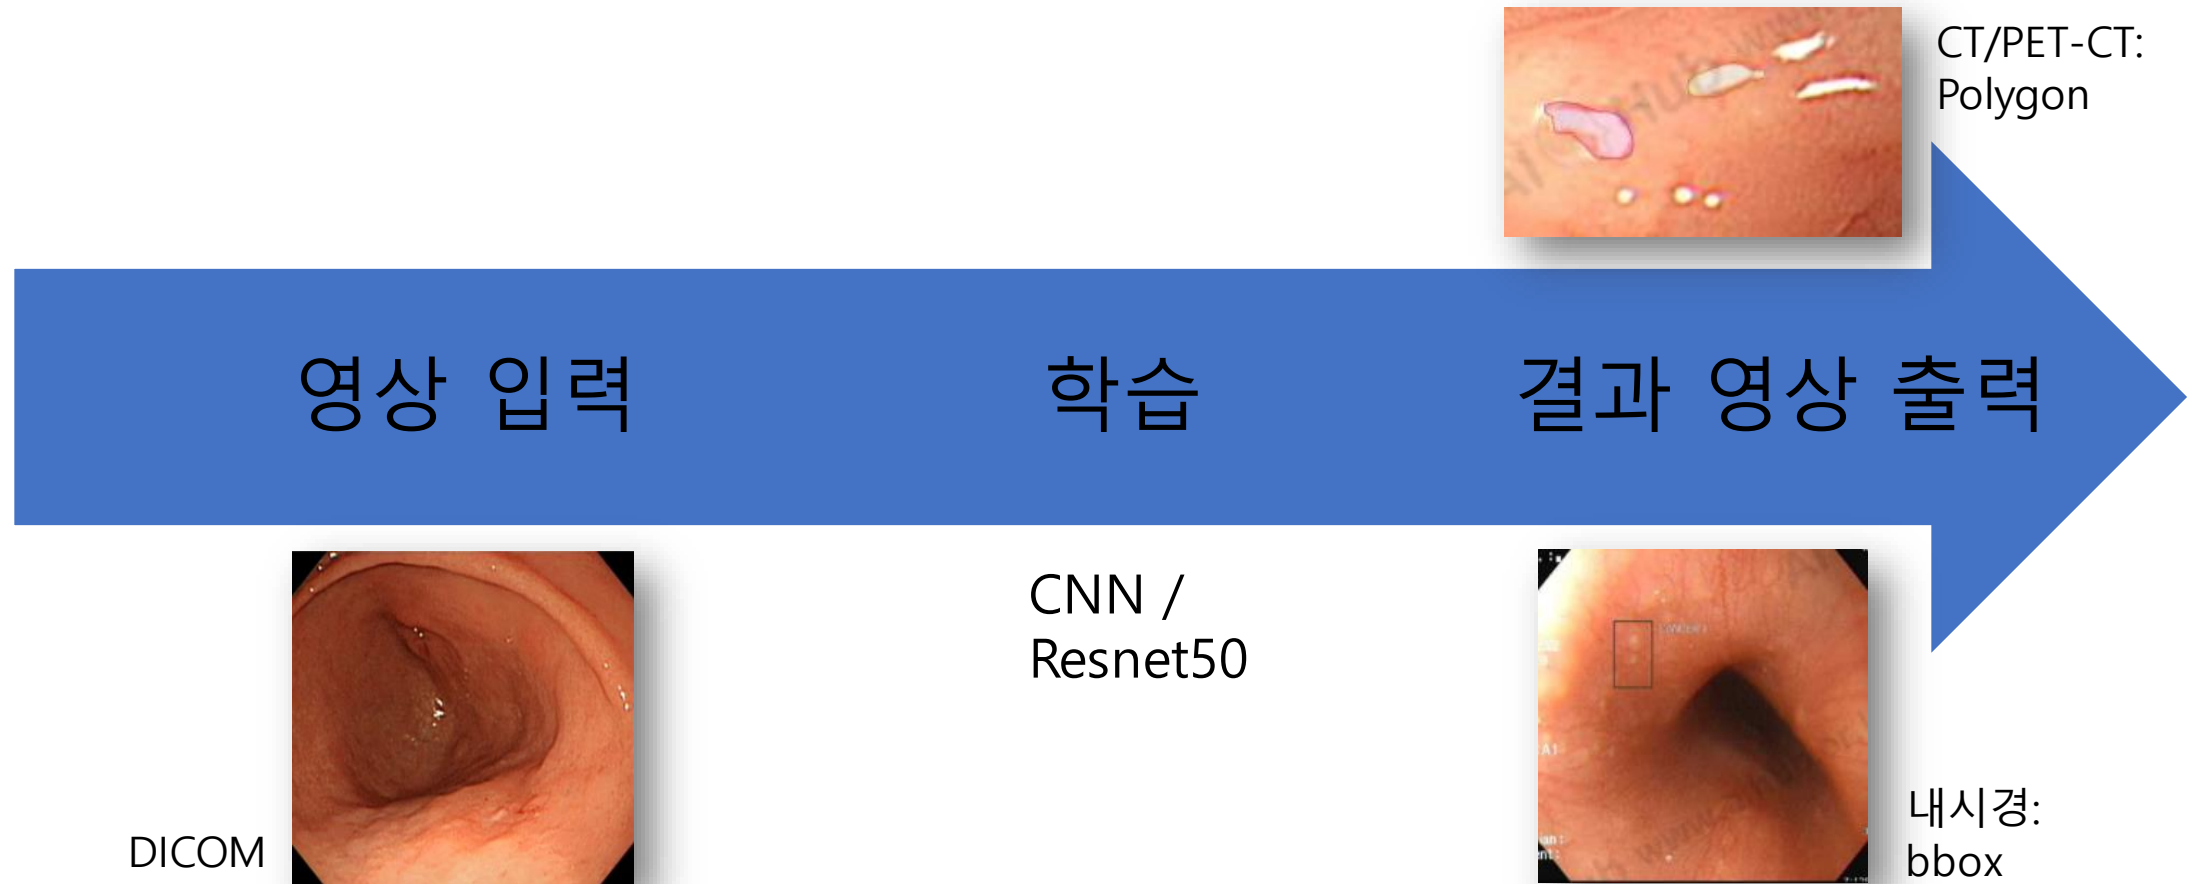 CT/PET-CT:
Polygon
영상 입력
학습
결과 영상 출력
CNN /
Resnet50
DICOM
내시경:
bbox